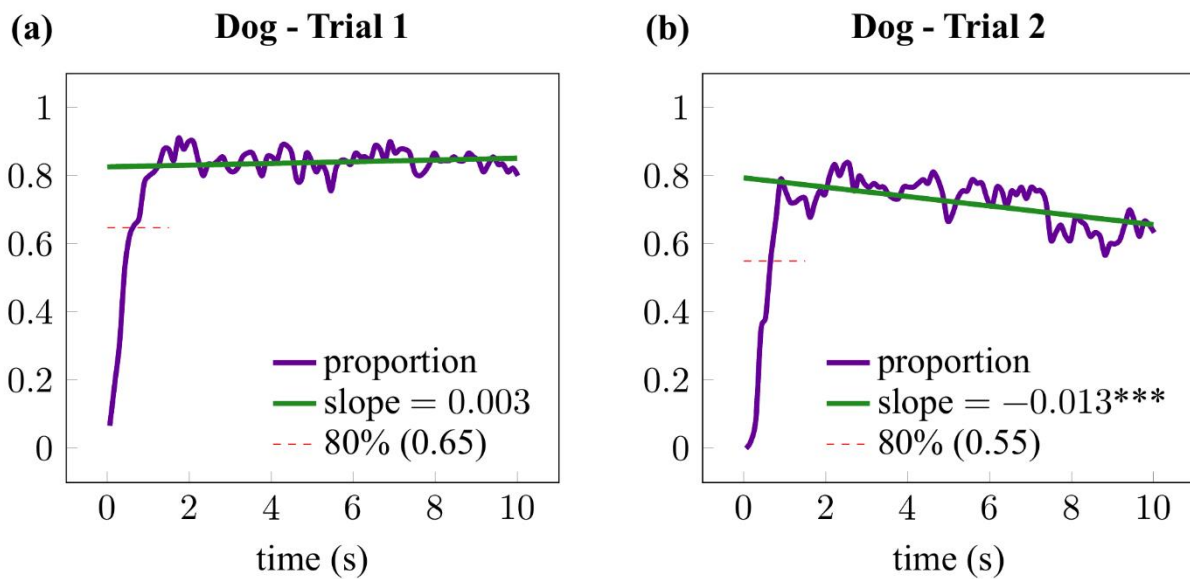 (a) Dog - Trial 1
1
0.8
0.6
0.4
0.2
0
proportion
slope = 0.003
80% (0.65)
0 2 4 6 8 10
time (s)
(b) Dog - Trial 2
1
0.8
0.6
0.4
0.2
0
proportion
slope = −0.013***
80% (0.55)
0 2 4 6 8 10
time (s)